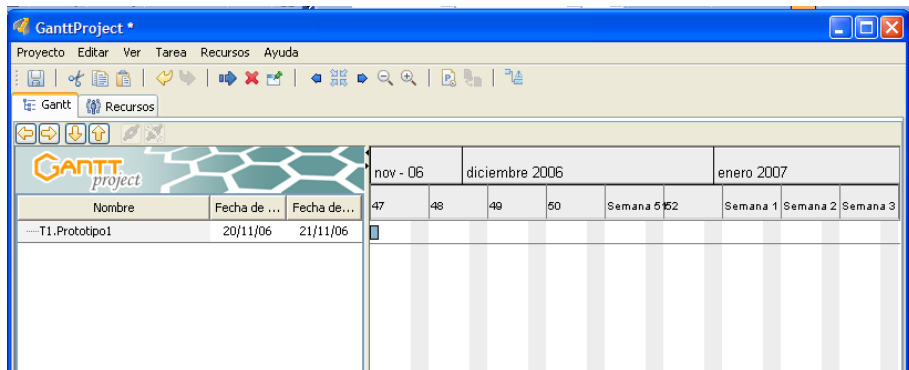 GanttProject *
Proyecto Editar Ver Tarea Recursos Ayuda
Gantt Recursos
GANTT project
nov - 06 diciembre 2006 enero 2007
Nombre Fecha de ... Fecha de... 47 48 49 50 Semana 51 52 Semana 1 Semana 2 Semana 3
T1.Prototipo1 20/11/06 21/11/06